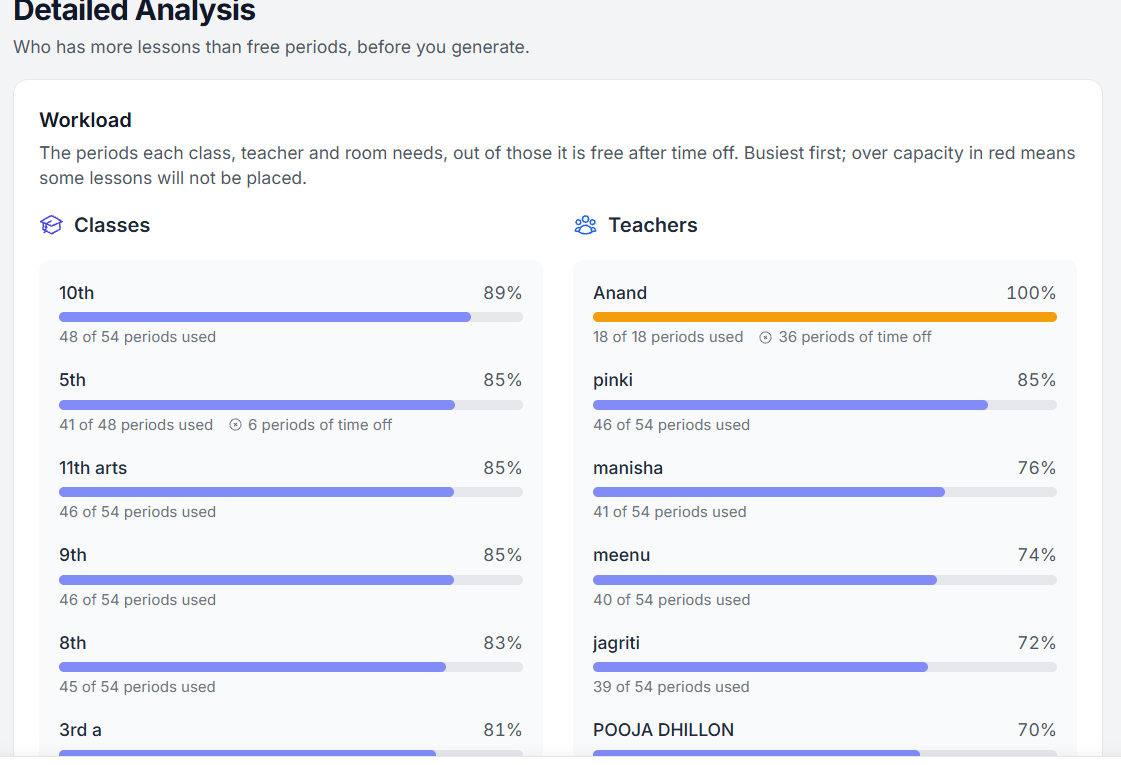 Detailed Analysis
Who has more lessons than free periods, before you generate.
Workload
The periods each class, teacher and room needs, out of those it is free after time off. Busiest first; over capacity in red means
some lessons will not be placed.
Classes
10th 89%
48 of 54 periods used
5th 85%
41 of 48 periods used 6 periods of time off
11th arts 85%
46 of 54 periods used
9th 85%
46 of 54 periods used
8th 83%
45 of 54 periods used
3rd a 81%
Teachers
Anand 100%
18 of 18 periods used 36 periods of time off
pinki 85%
46 of 54 periods used
manisha 76%
41 of 54 periods used
meenu 74%
40 of 54 periods used
jagriti 72%
39 of 54 periods used
POOJA DHILLON 70%